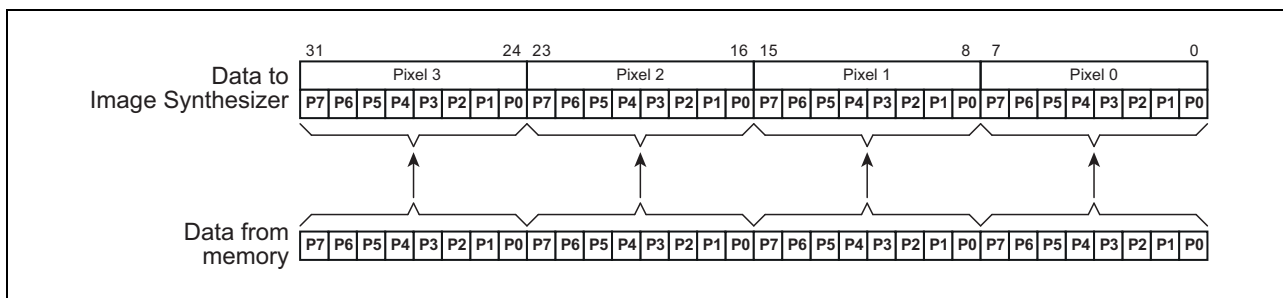 31 24 23 16 15 8 7 0
Data to Image Synthesizer
Pixel 3 Pixel 2 Pixel 1 Pixel 0
P7 P6 P5 P4 P3 P2 P1 P0 P7 P6 P5 P4 P3 P2 P1 P0 P7 P6 P5 P4 P3 P2 P1 P0 P7 P6 P5 P4 P3 P2 P1 P0
Data from memory
P7 P6 P5 P4 P3 P2 P1 P0 P7 P6 P5 P4 P3 P2 P1 P0 P7 P6 P5 P4 P3 P2 P1 P0 P7 P6 P5 P4 P3 P2 P1 P0